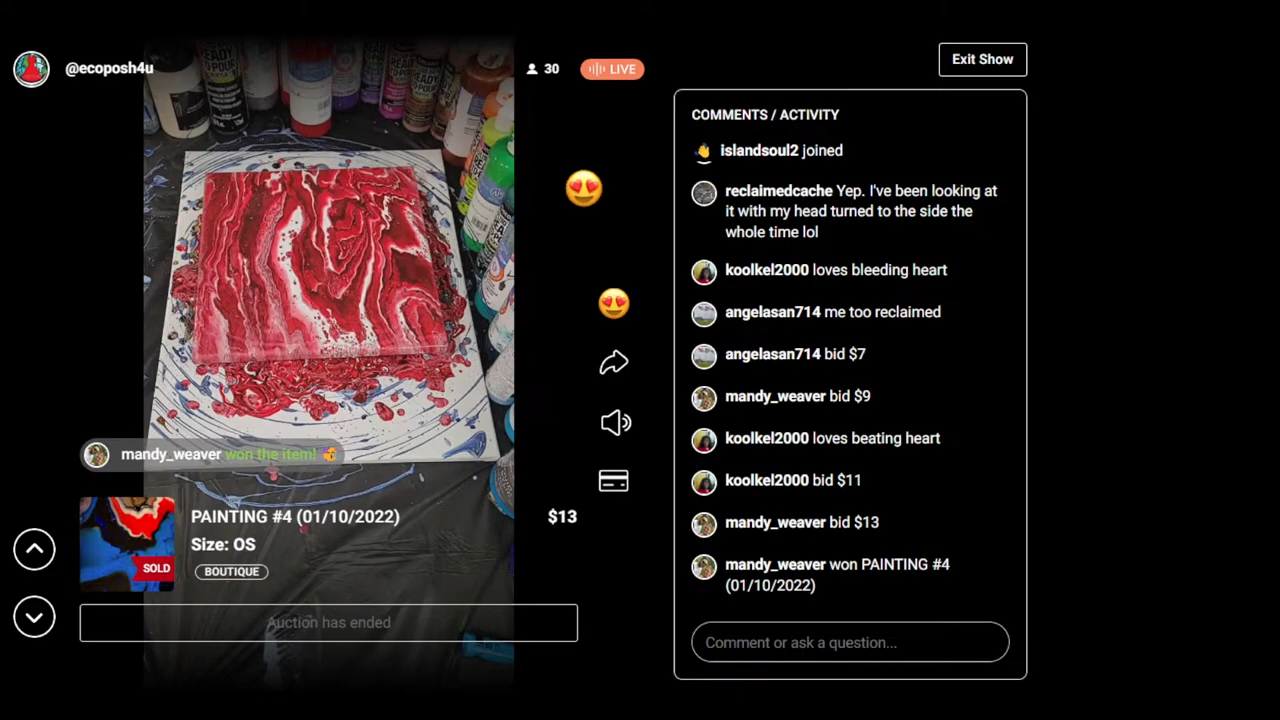 @ecoposh4u
30
LIVE
Exit Show
COMMENTS / ACTIVITY
islandsoul2 joined
reclaimedcache Yep. I've been looking at
it with my head turned to the side the
whole time lol
koolkel2000 loves bleeding heart
angelasan714 me too reclaimed
angelasan714 bid $7
mandy_weaver bid $9
koolkel2000 loves beating heart
koolkel2000 bid $11
mandy_weaver bid $13
mandy_weaver won PAINTING #4
(01/10/2022)
Comment or ask a question...
READY
TO POUR
READY
mandy_weaver won the item!
PAINTING #4 (01/10/2022)
$13
Size: OS
SOLD
BOUTIQUE
Auction has ended